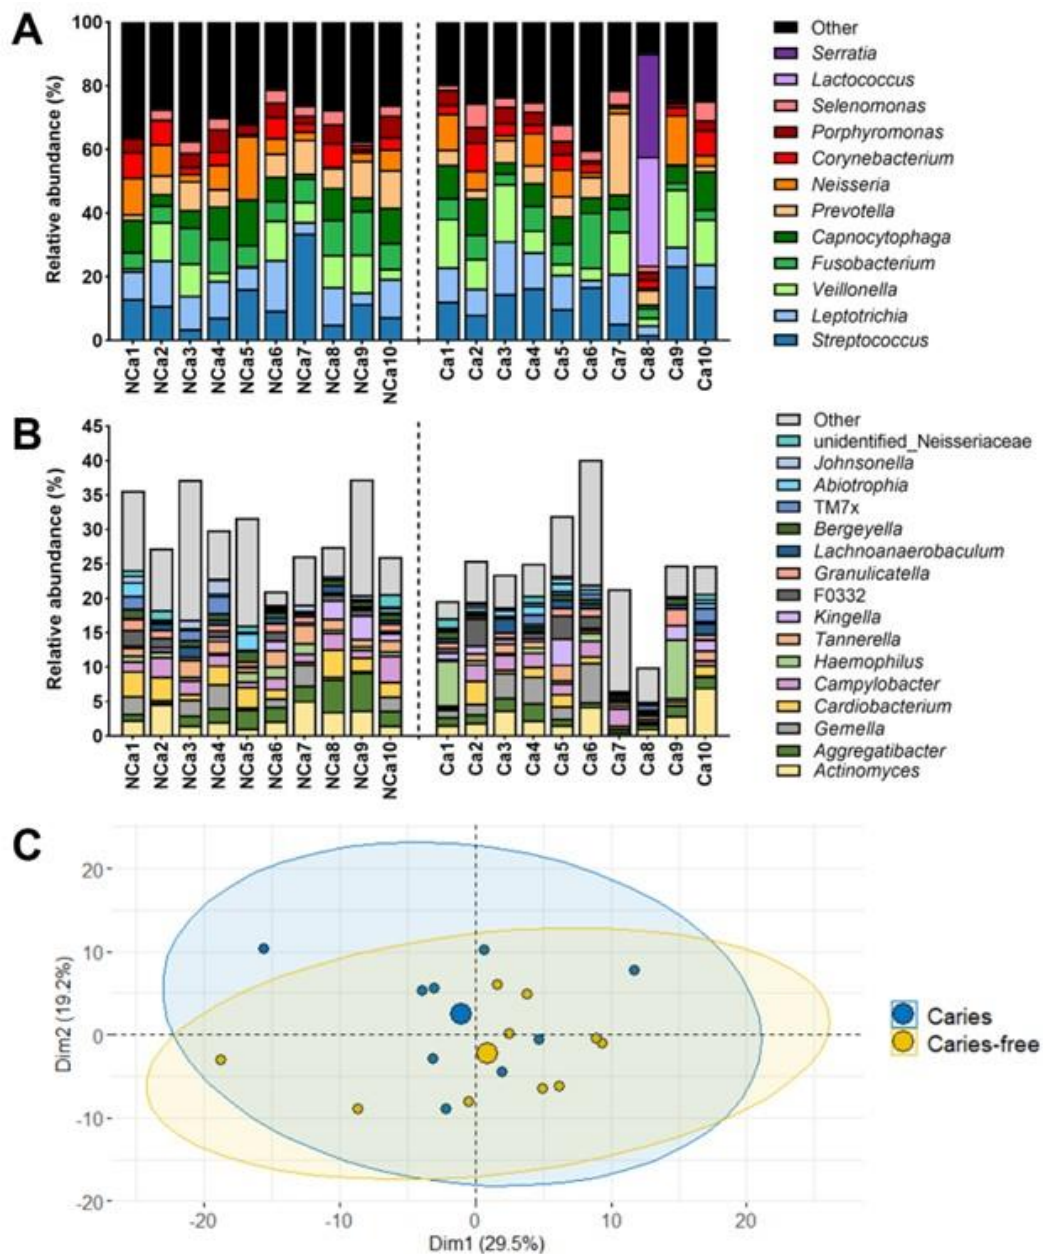 A
Relative abundance (%)
100
80
60
40
20
0
NCa1 NCa2 NCa3 NCa4 NCa5 NCa6 NCa7 NCa8 NCa9 NCa10 Ca1 Ca2 Ca3 Ca4 Ca5 Ca6 Ca7 Ca8 Ca9 Ca10
Other
Serratia
Lactococcus
Selenomonas
Porphyromonas
Corynebacterium
Neisseria
Prevotella
Capnocytophaga
Fusobacterium
Veillonella
Leptotrichia
Streptococcus
B
Relative abundance (%)
45
40
35
30
25
20
15
10
5
0
NCa1 NCa2 NCa3 NCa4 NCa5 NCa6 NCa7 NCa8 NCa9 NCa10 Ca1 Ca2 Ca3 Ca4 Ca5 Ca6 Ca7 Ca8 Ca9 Ca10
Other
unidentified_Neisseriaceae
Johnsonella
Abiotrophia
TM7x
Bergeyella
Lachnoanaerobaculum
Granulicatella
F0332
Kingella
Tannerella
Haemophilus
Campylobacter
Cardiobacterium
Gemella
Aggregatibacter
Actinomyces
C
Dim2 (19.2%)
20
10
0
-10
-20
-20 -10 0 10 20
Dim1 (29.5%)
Caries
Caries-free